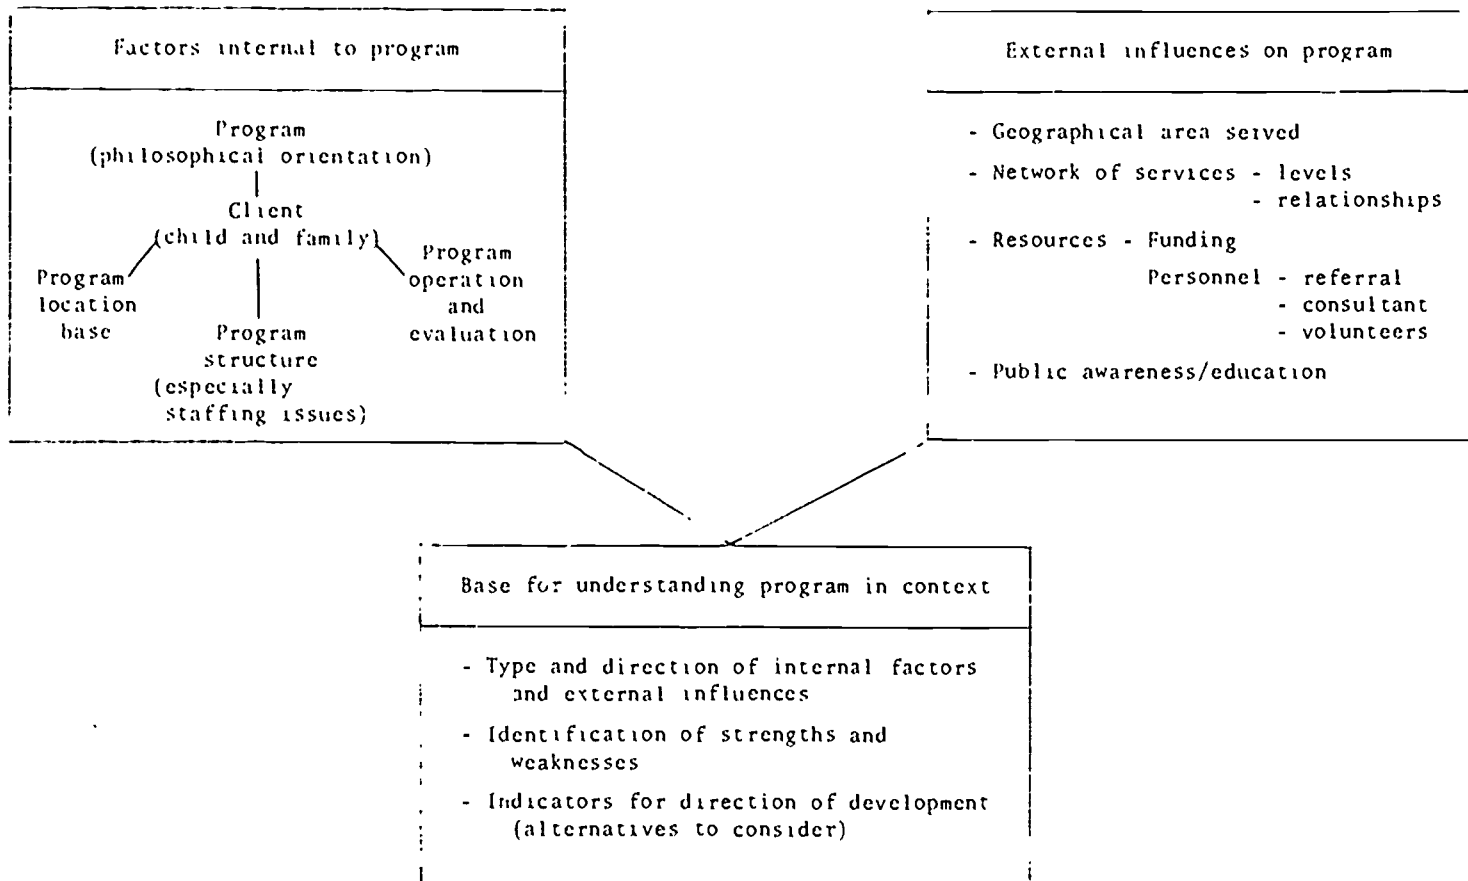 Factors internal to program
Program
(philosophical orientation)
Client
(child and family)
Program
location
base
Program
structure
(especially
staffing issues)
Program
operation
and
evaluation
External influences on program
- Geographical area served
- Network of services - levels
- relationships
- Resources - Funding
Personnel - referral
- consultant
- volunteers
- Public awareness/education
Base for understanding program in context
- Type and direction of internal factors
and external influences
- Identification of strengths and
weaknesses
- Indicators for direction of development
(alternatives to consider)